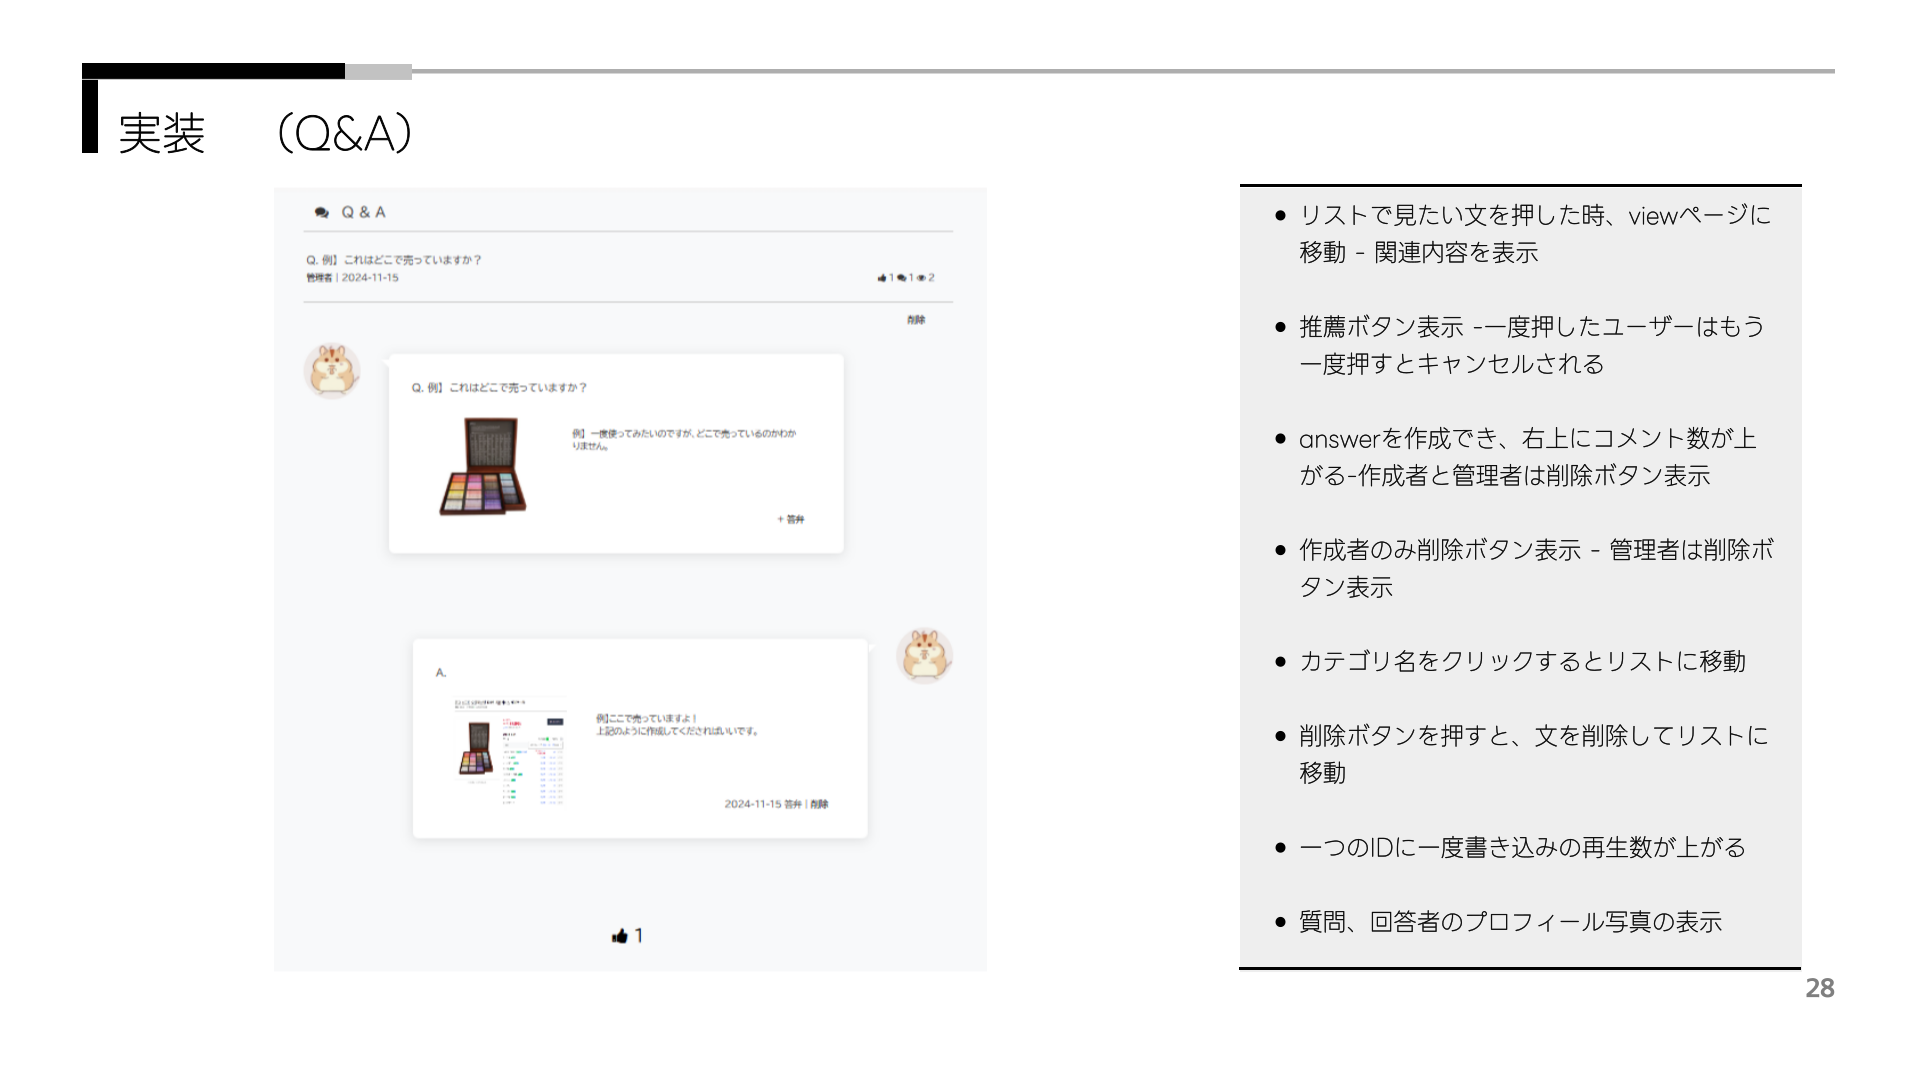 実装　（Q&A）
Q & A
Q. 例】これはどこで売っていますか？
管理者 | 2024-11-15
1 1 2
削除
Q. 例】これはどこで売っていますか？
例】一度使ってみたいのですが、どこで売っているのかわか
りません。
+ 答弁
A.
例】ここで売っていますよ！
上記のように作成してくださればいいです。
2024-11-15 答弁 | 削除
1
● リストで見たい文を押した時、viewページに
移動 - 関連内容を表示
● 推薦ボタン表示 -一度押したユーザーはもう
一度押すとキャンセルされる
● answerを作成でき、右上にコメント数が上
がる-作成者と管理者は削除ボタン表示
● 作成者のみ削除ボタン表示 - 管理者は削除ボ
タン表示
● カテゴリ名をクリックするとリストに移動
● 削除ボタンを押すと、文を削除してリストに
移動
● 一つのIDに一度書き込みの再生数が上がる
● 質問、回答者のプロフィール写真の表示
28